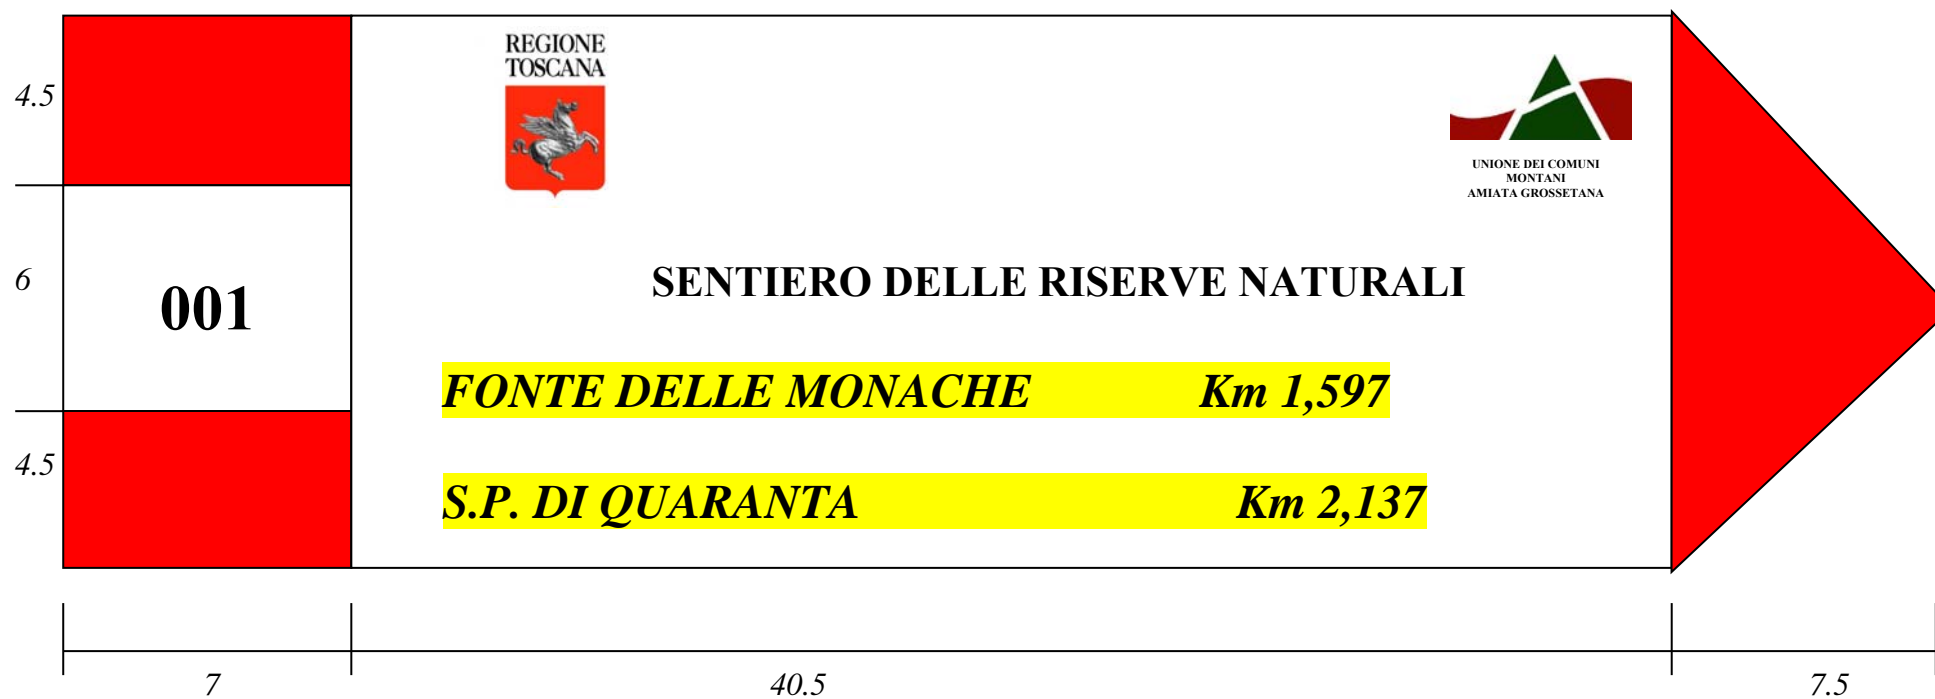 REGIONE
TOSCANA
UNIONE DEI COMUNI
MONTANI
AMIATA GROSSETANA
4.5
6
4.5
001
SENTIERO DELLE RISERVE NATURALI
FONTE DELLE MONACHE Km 1,597
S.P. DI QUARANTA Km 2,137
7 40.5 7.5